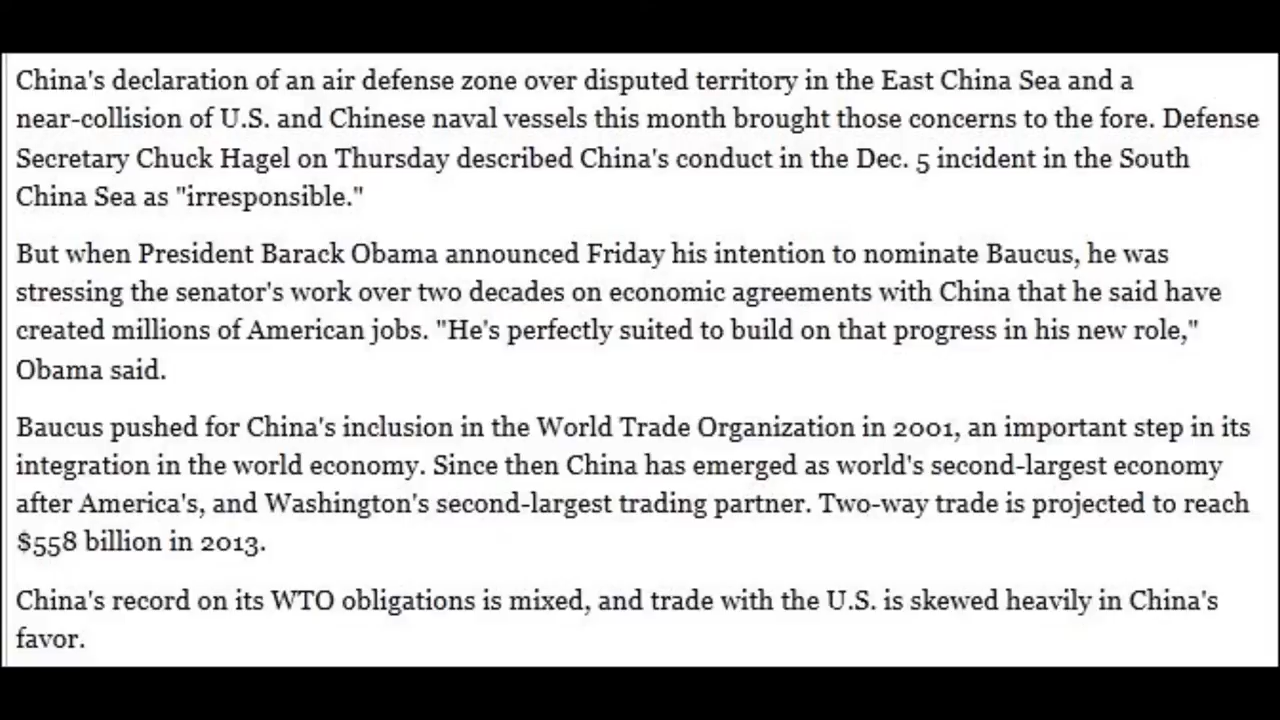 China's declaration of an air defense zone over disputed territory in the East China Sea and a
near-collision of U.S. and Chinese naval vessels this month brought those concerns to the fore. Defense
Secretary Chuck Hagel on Thursday described China's conduct in the Dec. 5 incident in the South
China Sea as "irresponsible."
But when President Barack Obama announced Friday his intention to nominate Baucus, he was
stressing the senator's work over two decades on economic agreements with China that he said have
created millions of American jobs. "He's perfectly suited to build on that progress in his new role,"
Obama said.
Baucus pushed for China's inclusion in the World Trade Organization in 2001, an important step in its
integration in the world economy. Since then China has emerged as world's second-largest economy
after America's, and Washington's second-largest trading partner. Two-way trade is projected to reach
$558 billion in 2013.
China's record on its WTO obligations is mixed, and trade with the U.S. is skewed heavily in China's
favor.